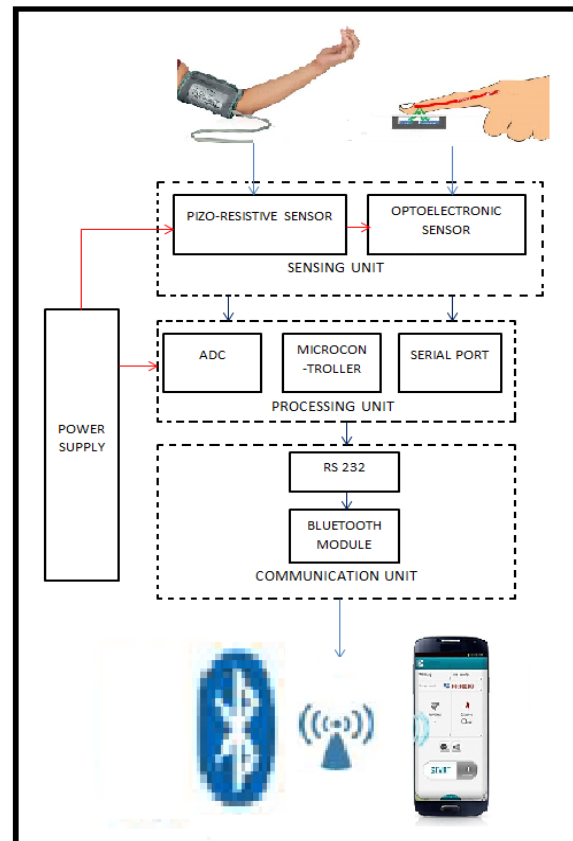 PIZO-RESISTIVE SENSOR
OPTOELECTRONIC
SENSOR
SENSING UNIT
ADC
MICROCON
-TROLLER
SERIAL PORT
PROCESSING UNIT
POWER
SUPPLY
RS 232
BLUETOOTH
MODULE
COMMUNICATION UNIT
START